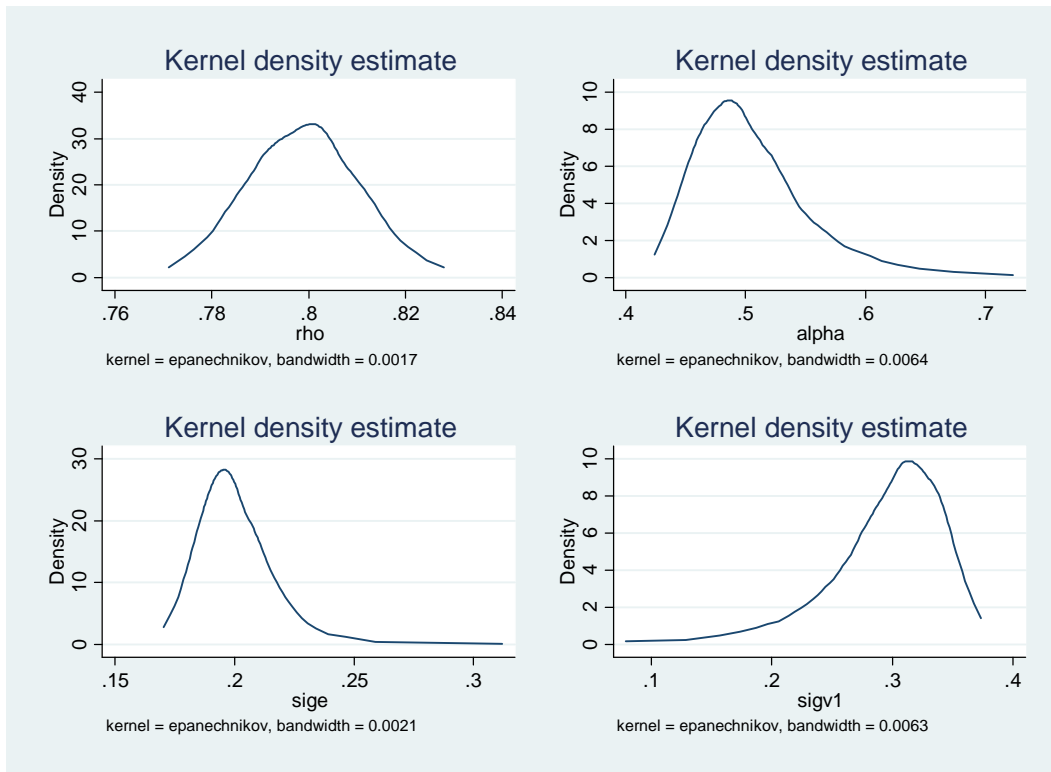 Kernel density estimate
40
30
20
10
0
Density
.76 .78 .8 .82 .84
rho
kernel = epanechnikov, bandwidth = 0.0017
Kernel density estimate
10
8
6
4
2
0
Density
.4 .5 .6 .7
alpha
kernel = epanechnikov, bandwidth = 0.0064
Kernel density estimate
30
20
10
0
Density
.15 .2 .25 .3
sige
kernel = epanechnikov, bandwidth = 0.0021
Kernel density estimate
10
8
6
4
2
0
Density
.1 .2 .3 .4
sigv1
kernel = epanechnikov, bandwidth = 0.0063